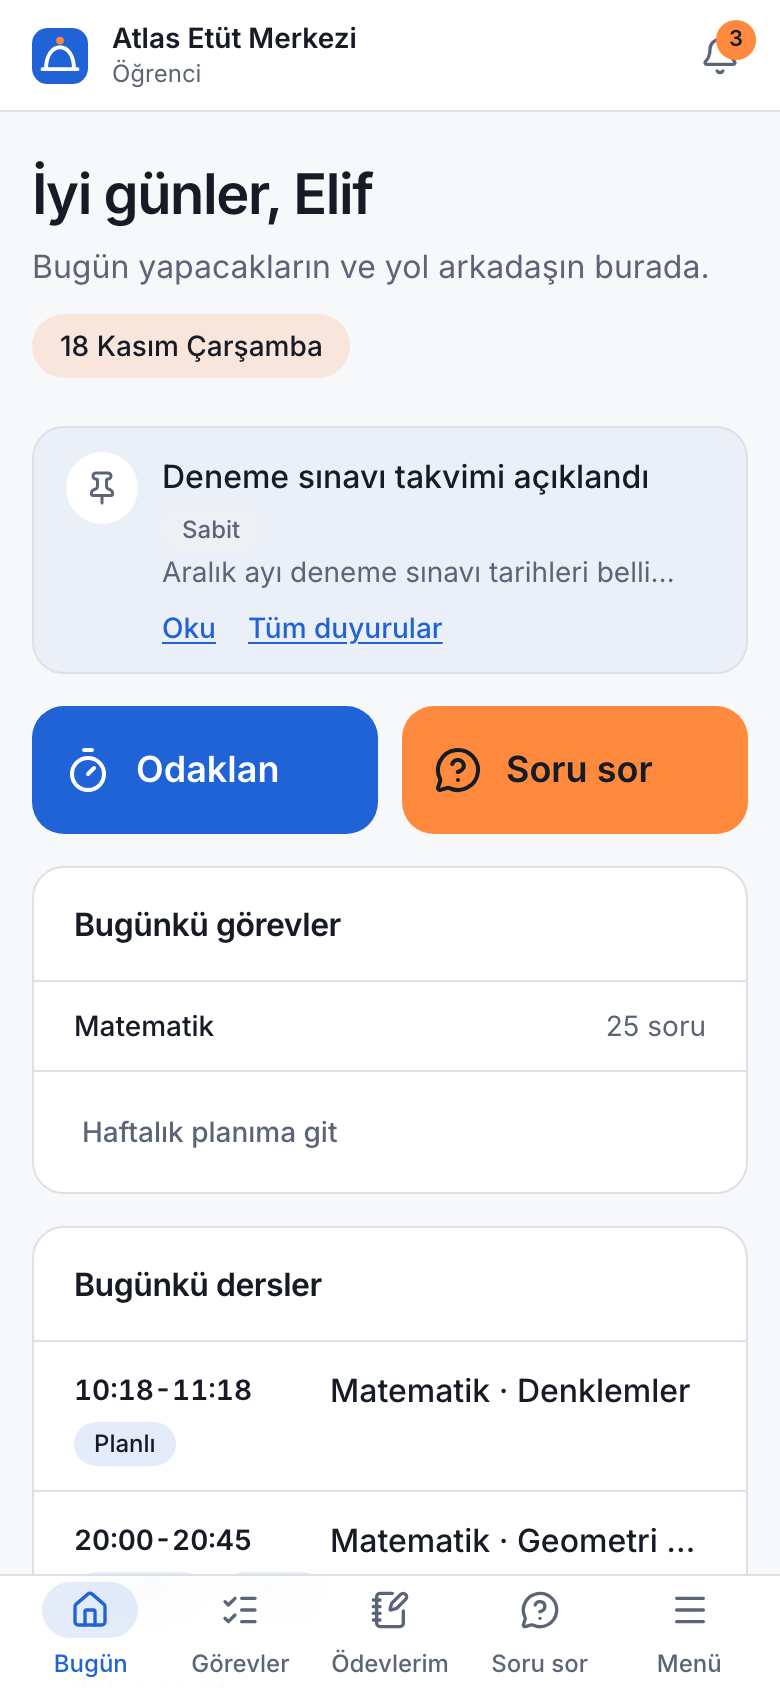 Atlas Etüt Merkezi
Öğrenci
3
İyi günler, Elif
Bugün yapacakların ve yol arkadaşın burada.
18 Kasım Çarşamba
Deneme sınavı takvimi açıklandı
Sabit
Aralık ayı deneme sınavı tarihleri belli...
Oku Tüm duyurular
Odaklan Soru sor
Bugünkü görevler
Matematik 25 soru
Haftalık planıma git
Bugünkü dersler
10:18-11:18 Matematik · Denklemler
Planlı
20:00-20:45 Matematik · Geometri ...
Bugün Görevler Ödevlerim Soru sor Menü